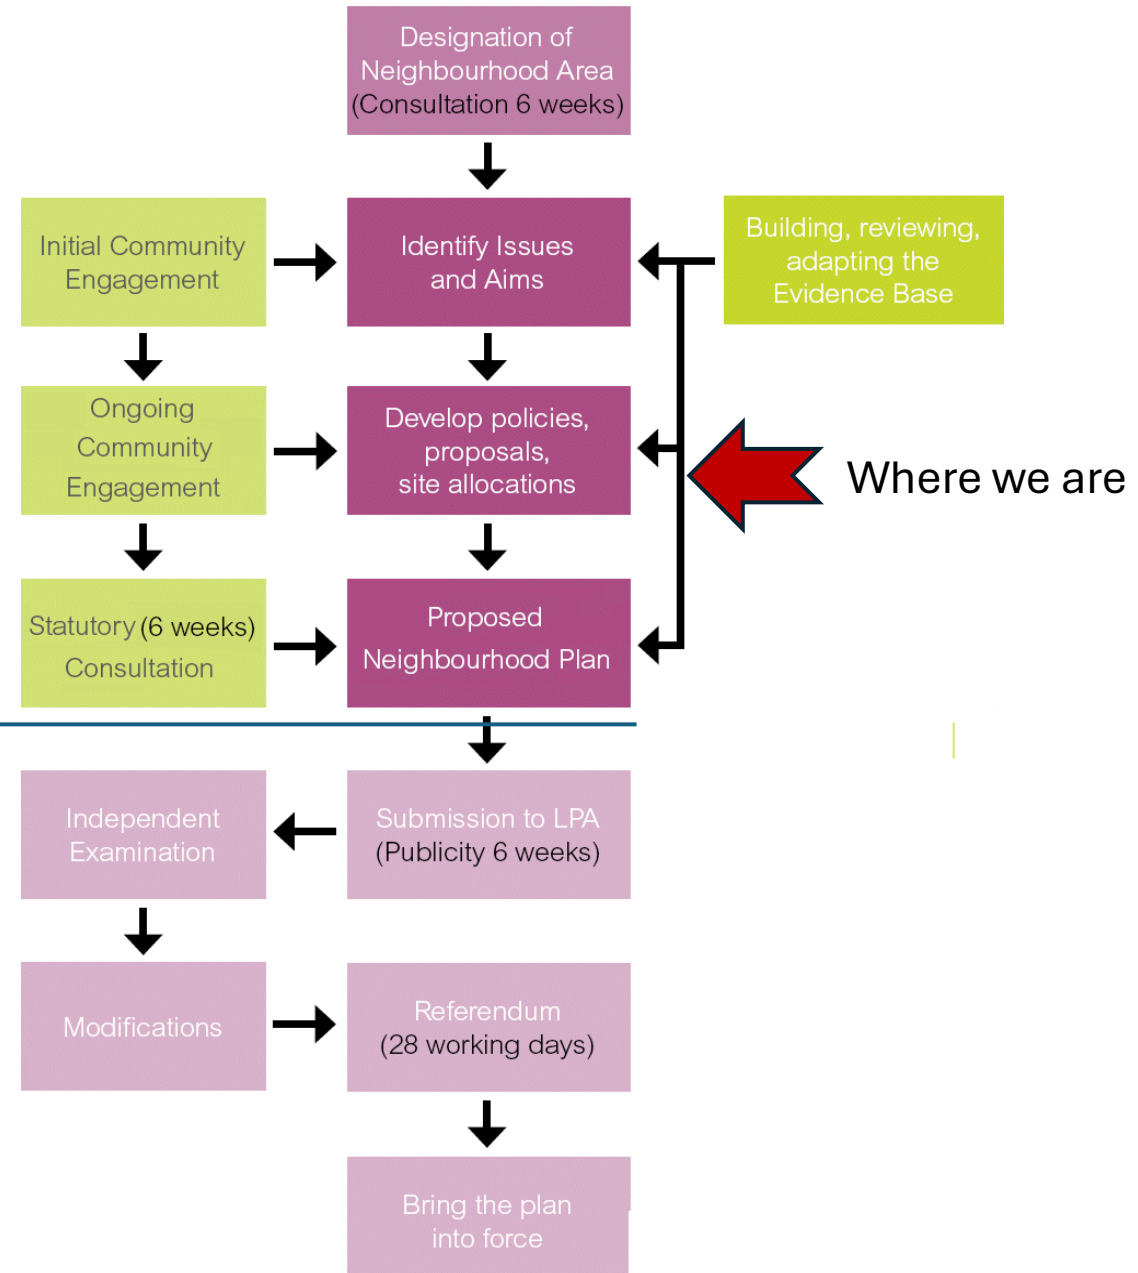 Designation of
Neighbourhood Area
(Consultation 6 weeks)
Initial Community
Engagement
Identify Issues
and Aims
Building, reviewing,
adapting the
Evidence Base
Ongoing
Community
Engagement
Develop policies,
proposals,
site allocations
Where we are
Statutory (6 weeks)
Consultation
Proposed
Neighbourhood Plan
Independent
Examination
Submission to LPA
(Publicity 6 weeks)
Modifications
Referendum
(28 working days)
Bring the plan
into force